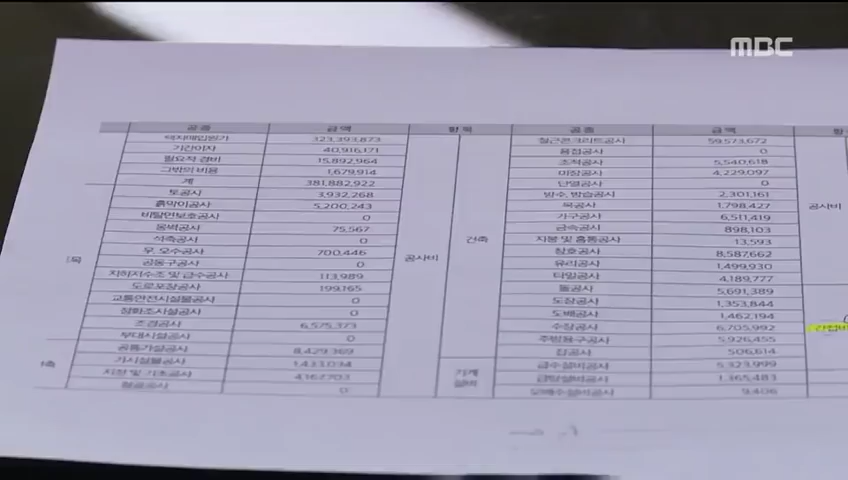 MBC
공종 금액 항목 공종 금액
택지매입원가 323,393,873 철근콘크리트공사 59,573,672
기간이자 40,916,171 용접공사 0
필요적 경비 15,892,964 조적공사 5,540,618
그밖의 비용 1,679,914 미장공사 4,229,097
계 381,882,922 단열공사 0
토공사 3,932,268 방수, 방습공사 2,301,161
흙막이공사 5,200,243 목공사 1,798,427 공사비
비탈면보호공사 0 가구공사 6,511,419
옹벽공사 75,567 금속공사 898,103
석축공사 0 건축 지붕 및 홈통공사 13,593
우, 오수공사 700,446 공사비 창호공사 8,587,662
공동구공사 0 유리공사 1,499,930
지하저수조 및 급수공사 113,989 타일공사 4,189,777
도로포장공사 199,165 돌공사 5,691,389
교통안전시설물공사 0 도장공사 1,353,844
정화조시설공사 0 도배공사 1,462,194
조경공사 6,575,373 수장공사 6,705,992
부대시설공사 0 주방용구공사 5,926,455
공통가설공사 8,429,369 잡공사 506,614
가시설물공사 1,433,034 급수설비공사 5,323,999
지정 및 기초공사 4,162,703 기계설비 급탕설비공사 1,365,483
철골공사 0 오배수설비공사 9,406